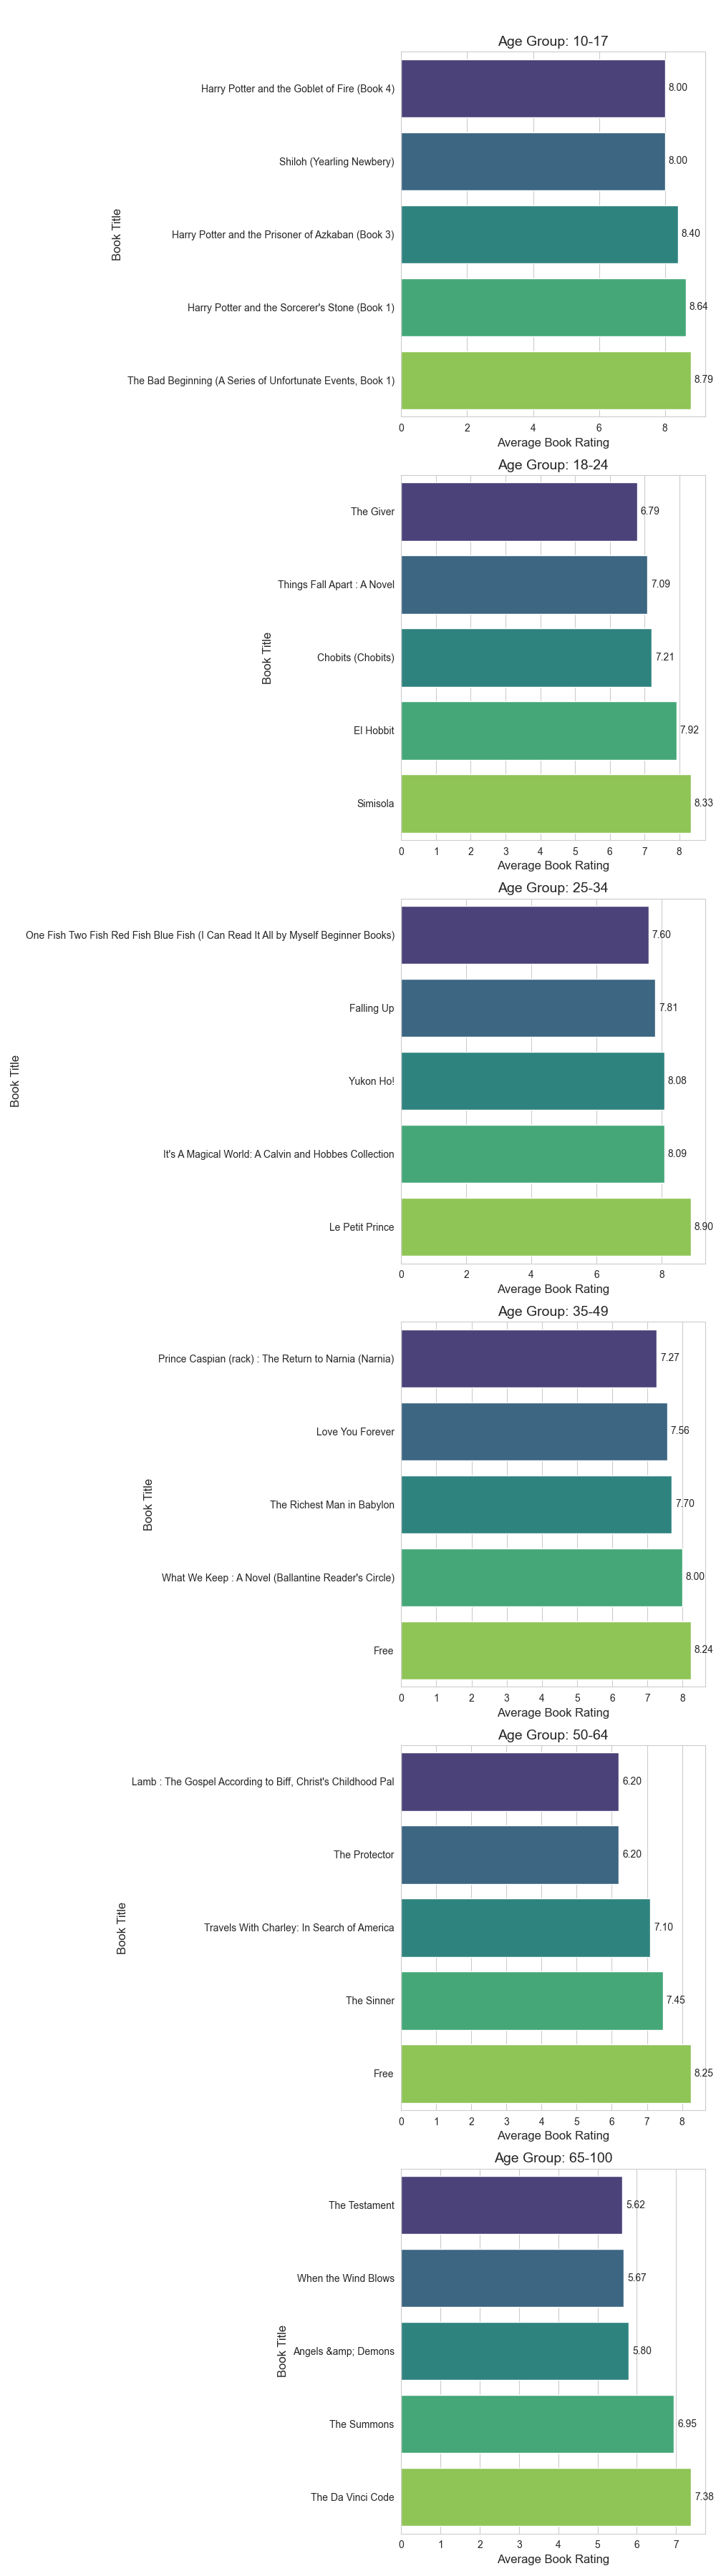 Age Group: 10-17
Book Title
Harry Potter and the Goblet of Fire (Book 4)
8.00
Shiloh (Yearling Newbery)
8.00
Harry Potter and the Prisoner of Azkaban (Book 3)
8.40
Harry Potter and the Sorcerer's Stone (Book 1)
8.64
The Bad Beginning (A Series of Unfortunate Events, Book 1)
8.79
0 2 4 6 8
Average Book Rating
Age Group: 18-24
Book Title
The Giver
6.79
Things Fall Apart : A Novel
7.09
Chobits (Chobits)
7.21
El Hobbit
7.92
Simisola
8.33
0 1 2 3 4 5 6 7 8
Average Book Rating
Age Group: 25-34
Book Title
One Fish Two Fish Red Fish Blue Fish (I Can Read It All by Myself Beginner Books)
7.60
Falling Up
7.81
Yukon Ho!
8.08
It's A Magical World: A Calvin and Hobbes Collection
8.09
Le Petit Prince
8.90
0 2 4 6 8
Average Book Rating
Age Group: 35-49
Book Title
Prince Caspian (rack) : The Return to Narnia (Narnia)
7.27
Love You Forever
7.56
The Richest Man in Babylon
7.70
What We Keep : A Novel (Ballantine Reader's Circle)
8.00
Free
8.24
0 1 2 3 4 5 6 7 8
Average Book Rating
Age Group: 50-64
Book Title
Lamb : The Gospel According to Biff, Christ's Childhood Pal
6.20
The Protector
6.20
Travels With Charley: In Search of America
7.10
The Sinner
7.45
Free
8.25
0 1 2 3 4 5 6 7 8
Average Book Rating
Age Group: 65-100
Book Title
The Testament
5.62
When the Wind Blows
5.67
Angels &amp; Demons
5.80
The Summons
6.95
The Da Vinci Code
7.38
0 1 2 3 4 5 6 7
Average Book Rating